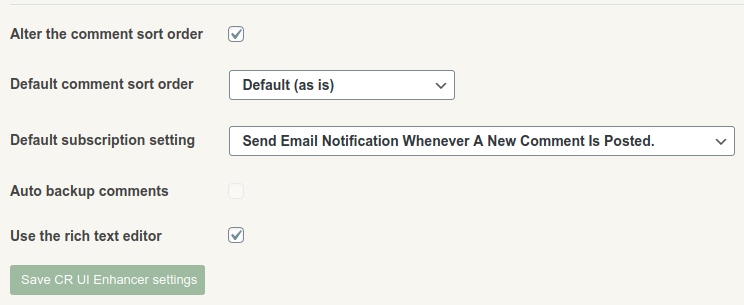 Alter the comment sort order
Default comment sort order
Default (as is)
Default subscription setting
Send Email Notification Whenever A New Comment Is Posted.
Auto backup comments
Use the rich text editor
Save CR UI Enhancer settings